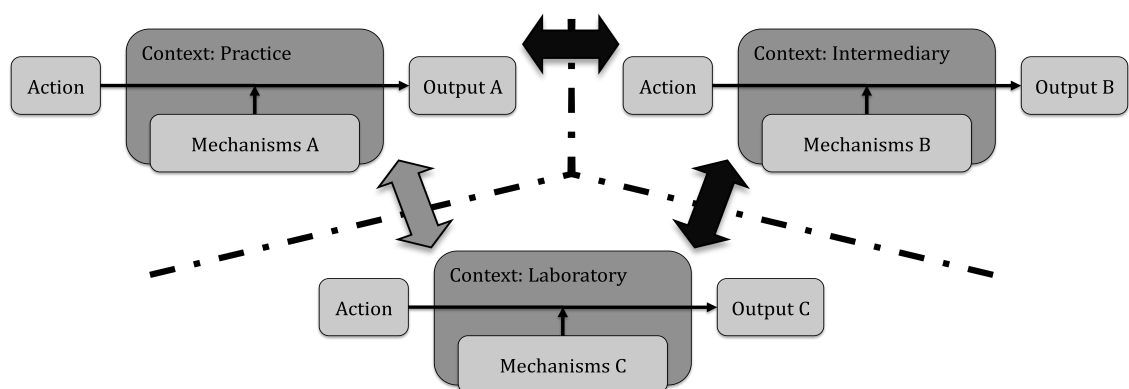 Context: Practice
Action
Output A
Mechanisms A
Context: Intermediary
Action
Output B
Mechanisms B
Context: Laboratory
Action
Output C
Mechanisms C